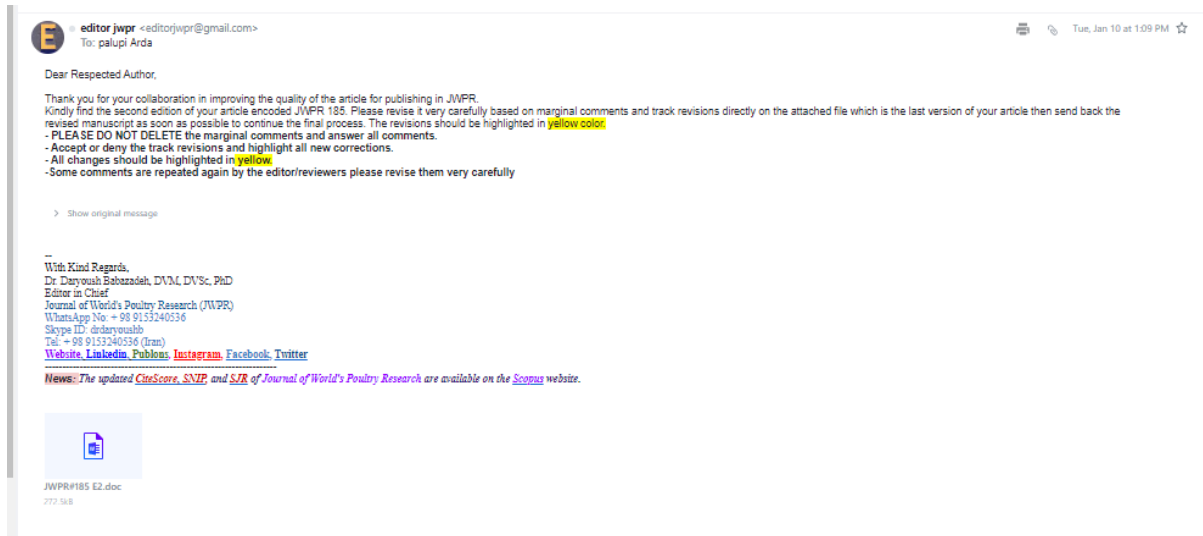 E
editor jwpr <editorjwpr@gmail.com>
To: palupi Arda
Tue, Jan 10 at 1:09 PM
Dear Respected Author,
Thank you for your collaboration in improving the quality of the article for publishing in JWPR.
Kindly find the second edition of your article encoded JWPR 185. Please revise it very carefully based on marginal comments and track revisions directly on the attached file which is the last version of your article then send back the
revised manuscript as soon as possible to continue the final process. The revisions should be highlighted in yellow color.
- PLEASE DO NOT DELETE the marginal comments and answer all comments.
- Accept or deny the track revisions and highlight all new corrections.
- All changes should be highlighted in yellow.
-Some comments are repeated again by the editor/reviewers please revise them very carefully
> Show original message
--
With Kind Regards,
Dr. Daryoush Babazadeh, DVM, DVSc, PhD
Editor in Chief
Journal of World's Poultry Research (JWPR)
WhatsApp No: + 98 9153240536
Skype ID: drdaryoushb
Tel: + 98 9153240536 (Iran)
Website, Linkedin, Publons, Instagram, Facebook, Twitter
----------------------------------------------------------------------
News: The updated CiteScore, SNIP, and SJR of Journal of World's Poultry Research are available on the Scopus website.
JWPR#185 E2.doc
272.5kB